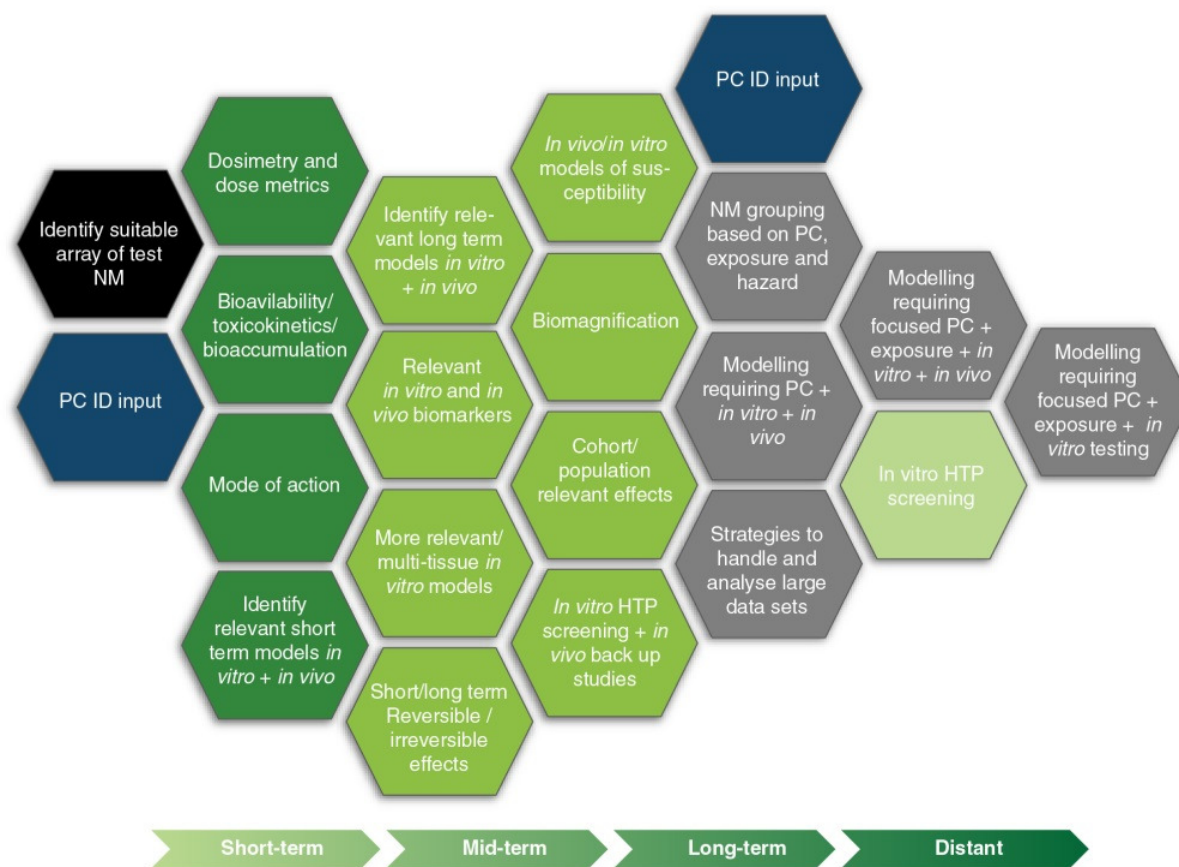 Identify suitable
array of test
NM
PC ID input
Dosimetry and
dose metrics
Bioavilability/
toxicokinetics/
bioaccumulation
Mode of action
Identify
relevant short
term models in
vitro + in vivo
Identify rele-
vant long term
models in vitro
+ in vivo
Relevant
in vitro and in
vivo biomarkers
More relevant/
multi-tissue in
vitro models
Short/long term
Reversible /
irreversible
effects
In vivo/in vitro
models of sus-
ceptibility
Biomagnification
Cohort/
population
relevant effects
In vitro HTP
screening + in
vivo back up
studies
PC ID input
NM grouping
based on PC,
exposure and
hazard
Modelling
requiring PC +
in vitro + in
vivo
Strategies to
handle and
analyse large
data sets
Modelling
requiring
focused PC +
exposure + in
vitro + in vivo
In vitro HTP
screening
Modelling
requiring
focused PC +
exposure + in
vitro testing
Short-term
Mid-term
Long-term
Distant